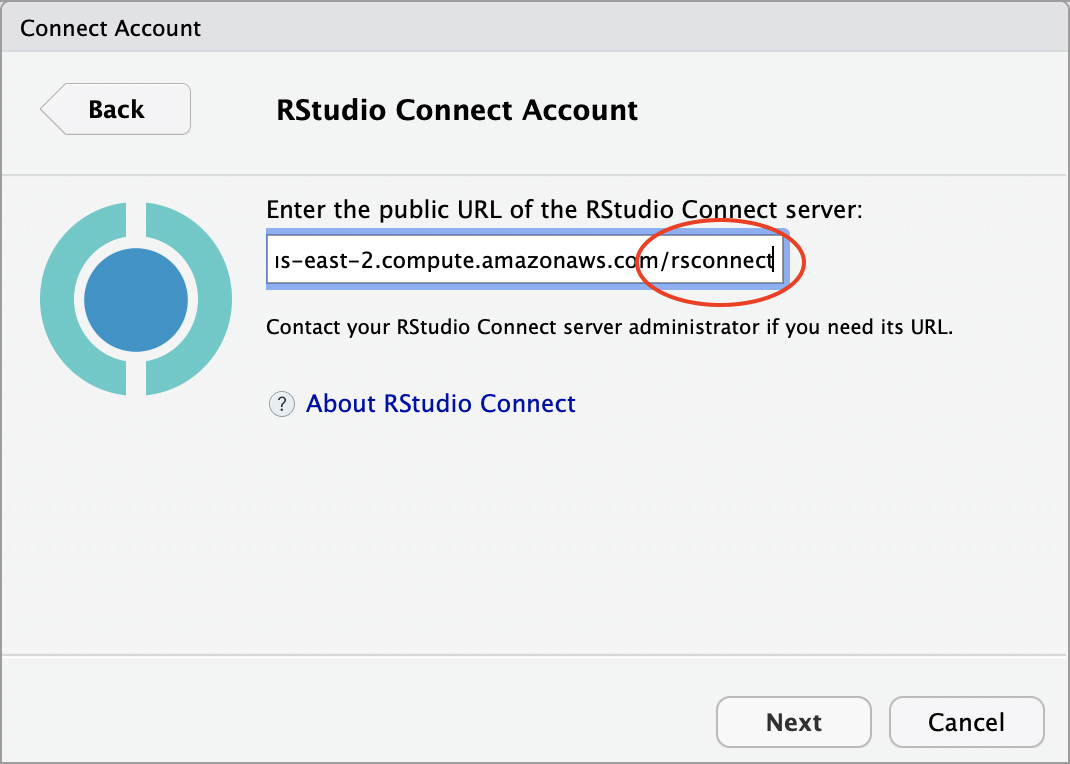 Connect Account
Back
RStudio Connect Account
Enter the public URL of the RStudio Connect server:
us-east-2.compute.amazonaws.com/rsconnect
Contact your RStudio Connect server administrator if you need its URL.
? About RStudio Connect
Next
Cancel